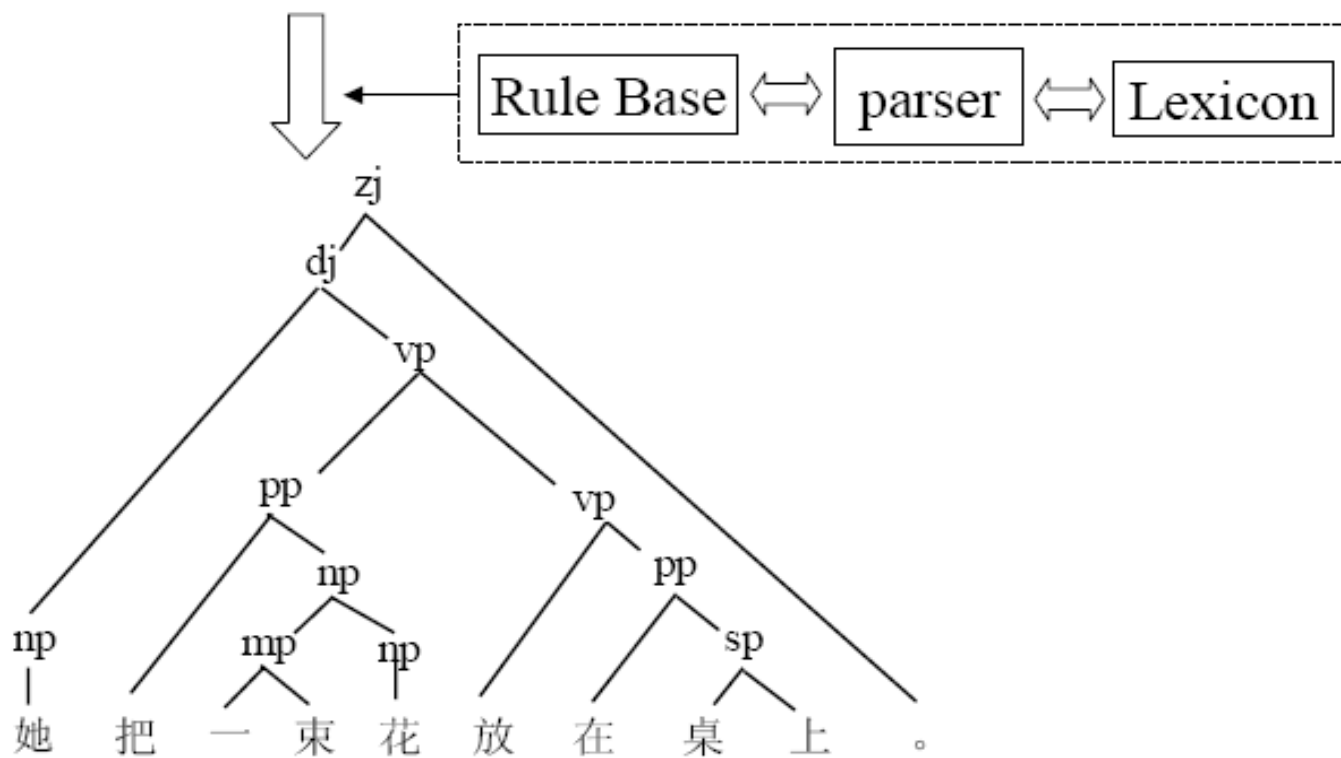 Rule Base parser Lexicon
zj
dj
vp
pp vp
np pp
np mp np sp
她 把 一 束 花 放 在 桌 上 。